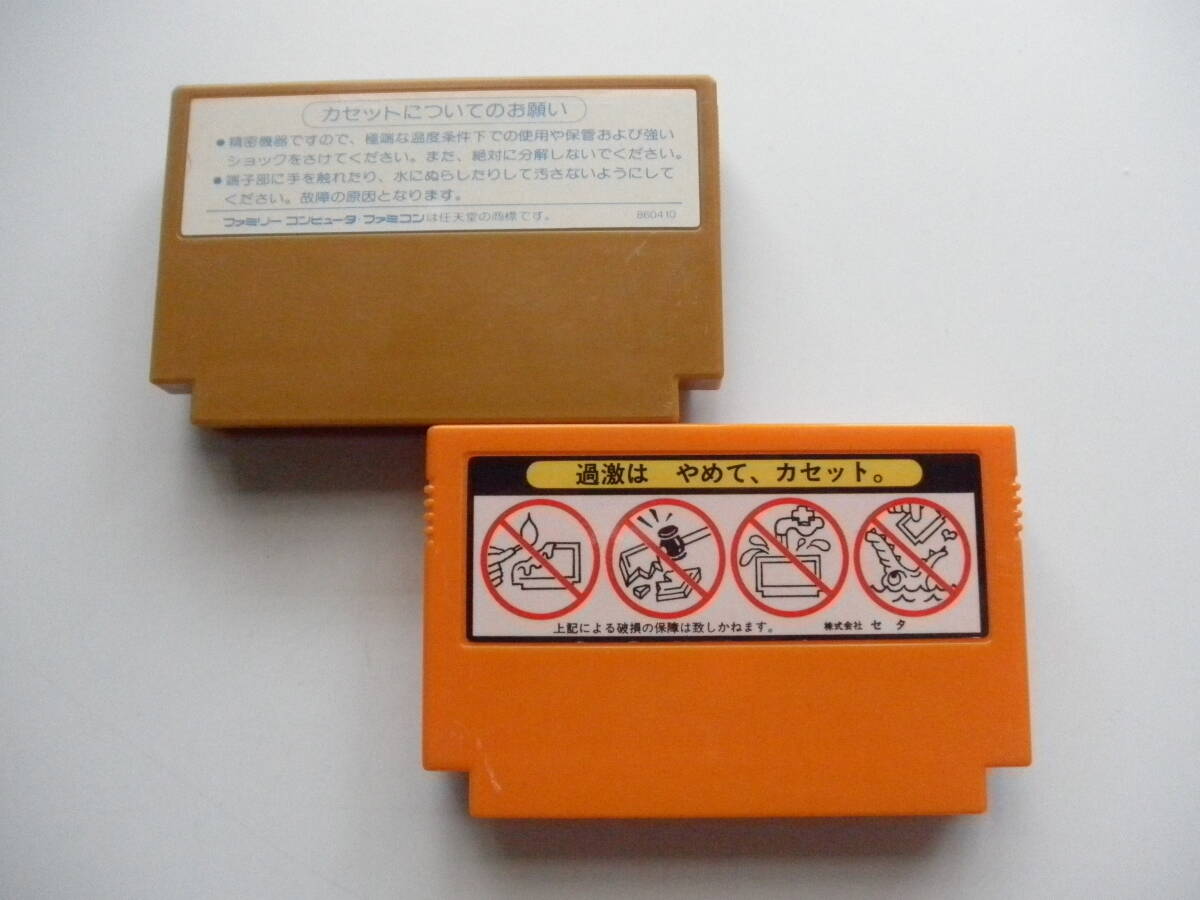 カセットについてのお願い
●精密機器ですので、極端な温度条件下での使用や保管および強い
ショックをさけてください。また、絶対に分解しないでください。
●端子部に手を触れたり、水にぬらしたりして汚さないようにして
ください。故障の原因となります。
ファミリー コンピュータ・ファミコンは任天堂の商標です。 860410
過激は やめて、カセット。
上記による破損の保障は致しかねます。 株式会社 セタ